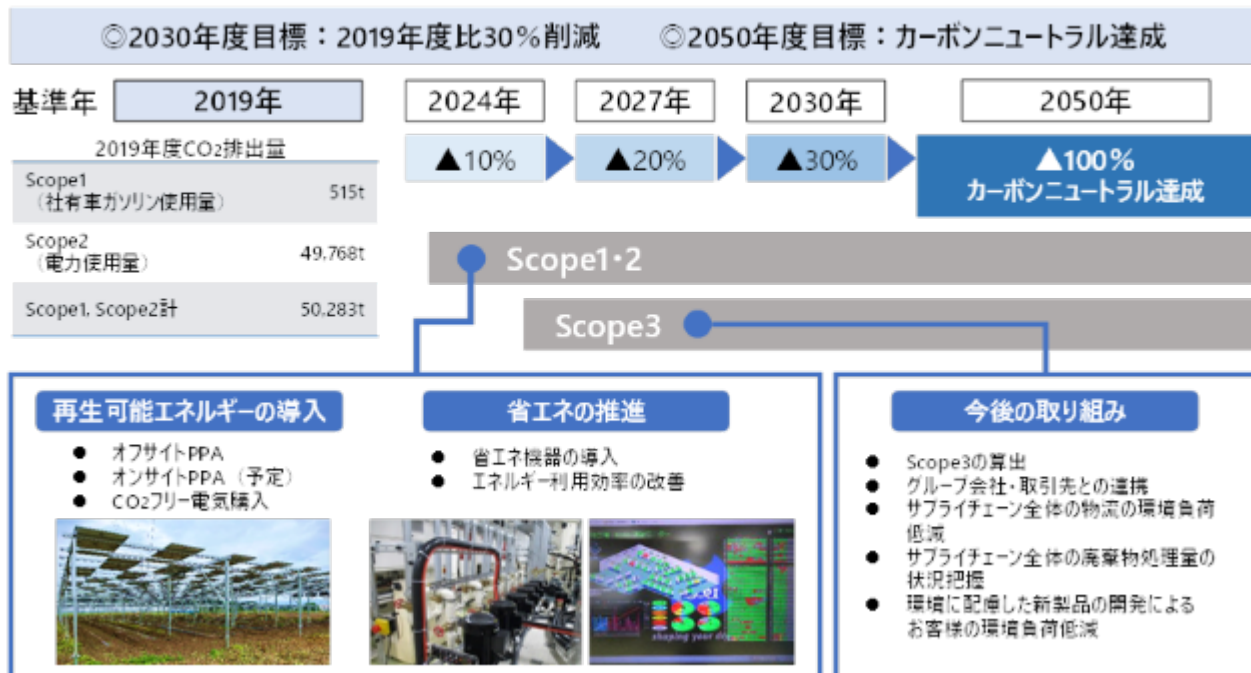 ◎2030年度目標：2019年度比30％削減　◎2050年度目標：カーボンニュートラル達成
基準年 2019年 2024年 2027年 2030年 2050年
2019年度CO₂排出量
▲10% ▲20% ▲30% ▲100%
カーボンニュートラル達成
Scope1
（社有車ガソリン使用量） 515t
Scope2
（電力使用量） 49,768t
Scope1, Scope2計 50,283t
Scope1・2
Scope3
再生可能エネルギーの導入
● オフサイトPPA
● オンサイトPPA（予定）
● CO₂フリー電気購入
省エネの推進
● 省エネ機器の導入
● エネルギー利用効率の改善
shaping your
今後の取り組み
● Scope3の算出
● グループ会社・取引先との連携
● サプライチェーン全体の物流の環境負荷
低減
● サプライチェーン全体の廃棄物処理量の
状況把握
● 環境に配慮した新製品の開発による
お客様の環境負荷低減